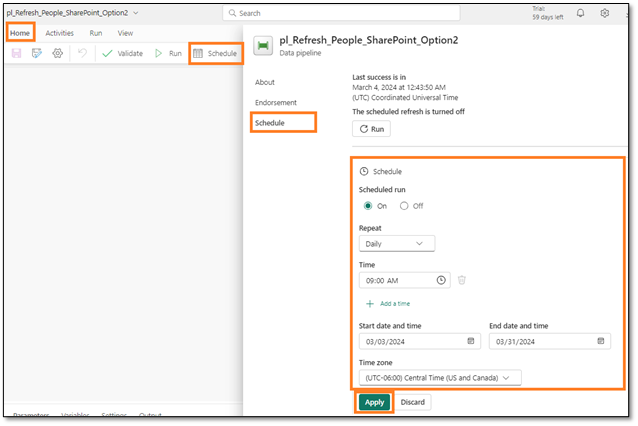 pl_Refresh_People_SharePoint_Option2
Search
Trial:
59 days left
Home
Activities
Run
View
Validate
Run
Schedule
pl_Refresh_People_SharePoint_Option2
Data pipeline
About
Endorsement
Schedule
Last success is in
March 4, 2024 at 12:43:50 AM
(UTC) Coordinated Universal Time
The scheduled refresh is turned off
Run
Schedule
Scheduled run
On
Off
Repeat
Daily
Time
09:00 AM
Add a time
Start date and time
End date and time
03/03/2024
03/31/2024
Time zone
(UTC-06:00) Central Time (US and Canada)
Apply
Discard
Parameters
Variables
Settings
Output